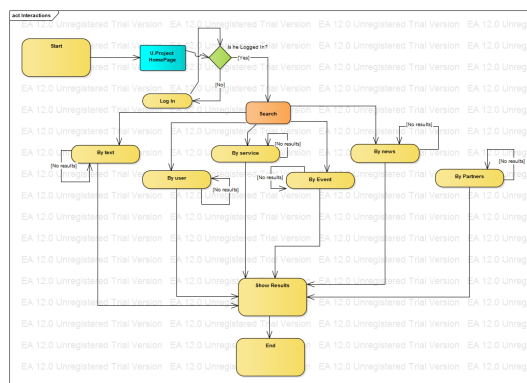 act Interactions
Start
U.Project
HomePage
Is he Logged In?
[Yes]
[No]
Log In
Search
By text
[No results]
By user
[No results]
By service
[No results]
By Event
[No results]
By news
[No results]
By Partners
[No results]
Show Results
End
EA 12.0 Unregistered Trial Version